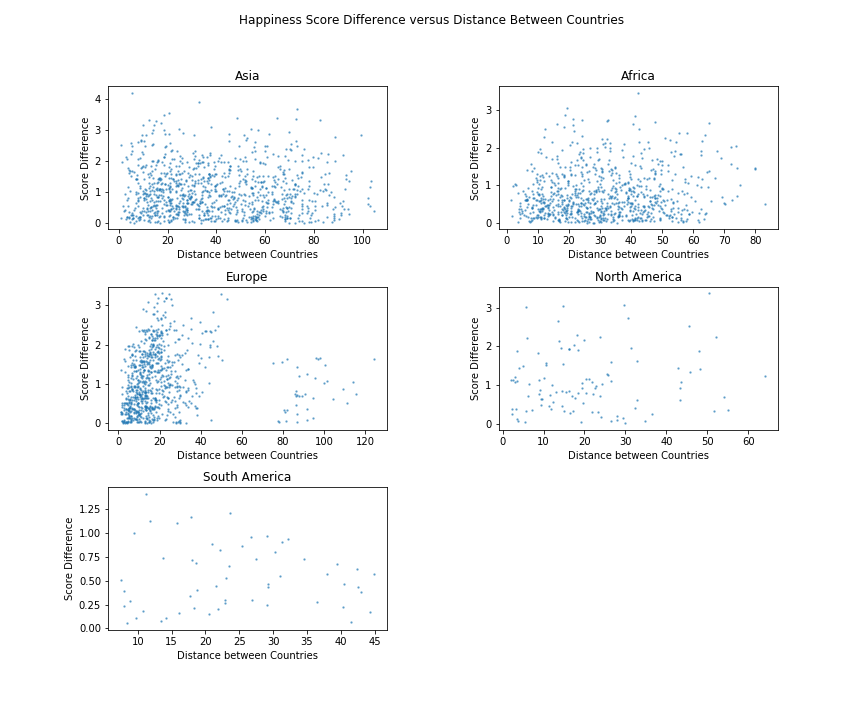 Happiness Score Difference versus Distance Between Countries
Asia
Score Difference
4
3
2
1
0
0 20 40 60 80 100
Distance between Countries
Africa
Score Difference
3
2
1
0
0 10 20 30 40 50 60 70 80
Distance between Countries
Europe
Score Difference
3
2
1
0
0 20 40 60 80 100 120
Distance between Countries
North America
Score Difference
3
2
1
0
0 10 20 30 40 50 60
Distance between Countries
South America
Score Difference
1.25
1.00
0.75
0.50
0.25
0.00
10 15 20 25 30 35 40 45
Distance between Countries